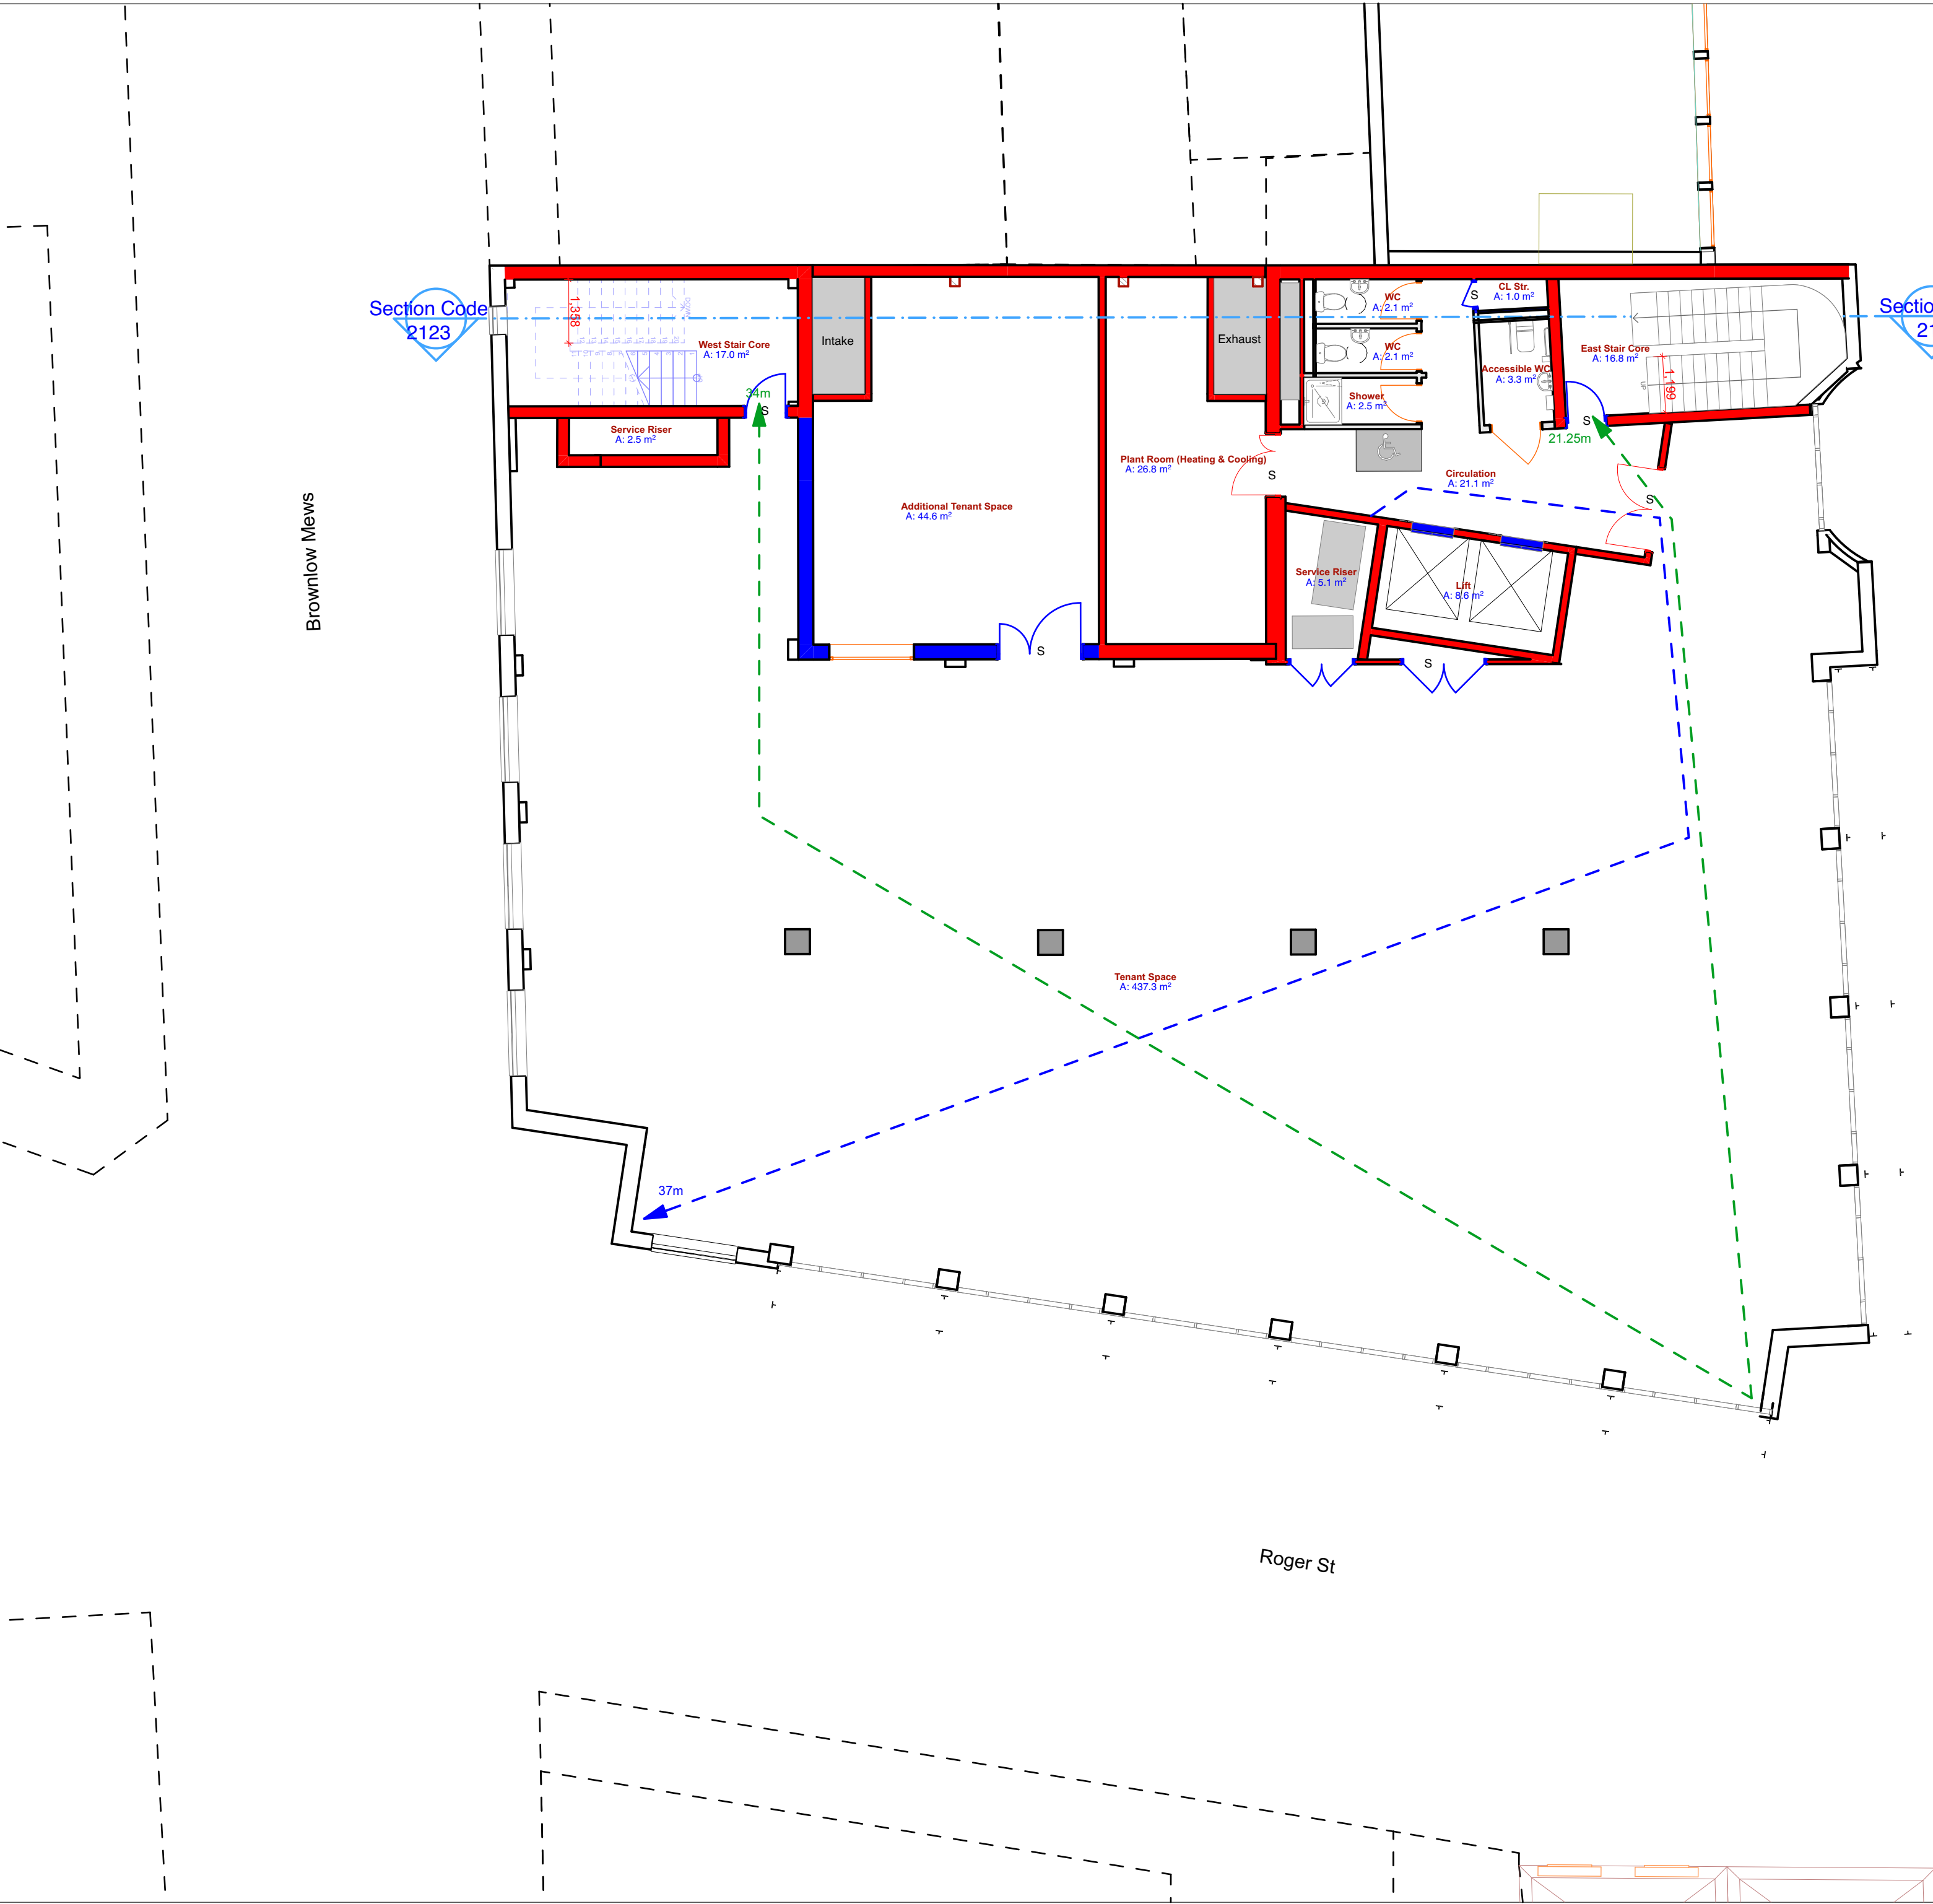 Section Code
2123
1,358
DOWN
West Stair Core
A: 17.0 m²
34m
S
Service Riser
A: 2.5 m²
Intake
Exhaust
WC
A: 2.1 m²
WC
A: 2.1 m²
Shower
A: 2.5 m²
S
CL Str.
A: 1.0 m²
Accessible WC
A: 3.3 m²
East Stair Core
A: 16.8 m²
1,199
UP
S
21.25m
Sectio
21
Plant Room (Heating & Cooling)
A: 26.8 m²
S
Circulation
A: 21.1 m²
S
Additional Tenant Space
A: 44.6 m²
S
Service Riser
A: 5.1 m²
Lift
A: 8.6 m²
S
Brownlow Mews
Tenant Space
A: 437.3 m²
37m
Roger St